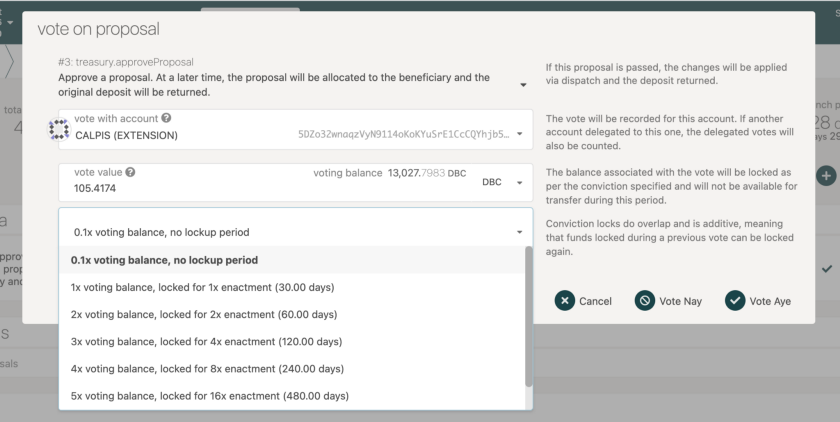 vote on proposal
#3: treasury.approveProposal
Approve a proposal. At a later time, the proposal will be allocated to the beneficiary and the
original deposit will be returned.
If this proposal is passed, the changes will be applied
via dispatch and the deposit returned.
vote with account
CALPIS (EXTENSION)
5DZo3ZwnaqzVyN9114oKoKYuSrE1CcCQYhjb5…
The vote will be recorded for this account. If another
account delegated to this one, the delegated votes will
also be counted.
vote value
105.4174
voting balance 13,027.7983 DBC
DBC
The balance associated with the vote will be locked as
per the conviction specified and will not be available for
transfer during this period.
0.1x voting balance, no lockup period
Conviction locks do overlap and is additive, meaning
that funds locked during a previous vote can be locked
again.
0.1x voting balance, no lockup period
1x voting balance, locked for 1x enactment (30.00 days)
2x voting balance, locked for 2x enactment (60.00 days)
3x voting balance, locked for 4x enactment (120.00 days)
4x voting balance, locked for 8x enactment (240.00 days)
5x voting balance, locked for 16x enactment (480.00 days)
Cancel
Vote Nay
Vote Aye